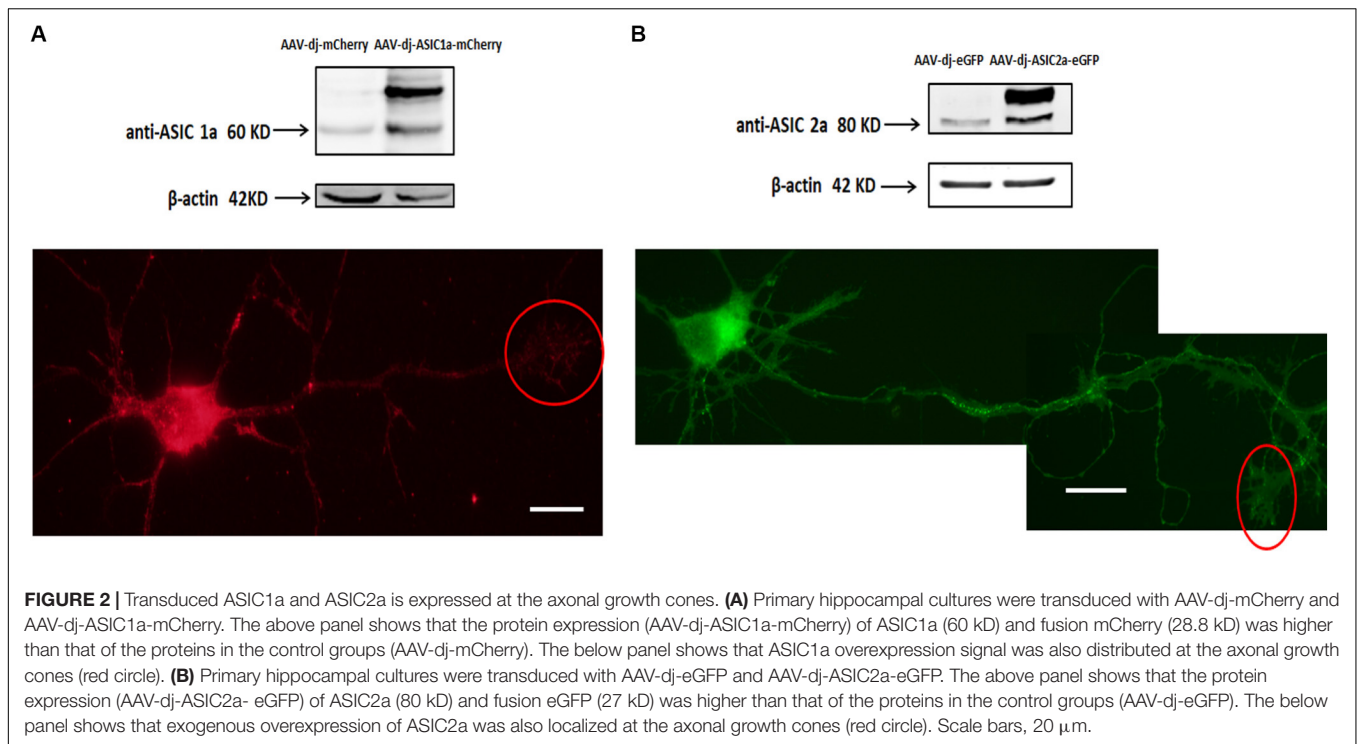 A
AAV-dj-mCherry AAV-dj-ASIC1a-mCherry
anti-ASIC 1a 60 KD
β-actin 42KD
B
AAV-dj-eGFP AAV-dj-ASIC2a-eGFP
anti-ASIC 2a 80 KD
β-actin 42 KD
FIGURE 2 | Transduced ASIC1a and ASIC2a is expressed at the axonal growth cones. (A) Primary hippocampal cultures were transduced with AAV-dj-mCherry and
AAV-dj-ASIC1a-mCherry. The above panel shows that the protein expression (AAV-dj-ASIC1a-mCherry) of ASIC1a (60 kD) and fusion mCherry (28.8 kD) was higher
than that of the proteins in the control groups (AAV-dj-mCherry). The below panel shows that ASIC1a overexpression signal was also distributed at the axonal growth
cones (red circle). (B) Primary hippocampal cultures were transduced with AAV-dj-eGFP and AAV-dj-ASIC2a-eGFP. The above panel shows that the protein
expression (AAV-dj-ASIC2a- eGFP) of ASIC2a (80 kD) and fusion eGFP (27 kD) was higher than that of the proteins in the control groups (AAV-dj-eGFP). The below
panel shows that exogenous overexpression of ASIC2a was also localized at the axonal growth cones (red circle). Scale bars, 20 μm.